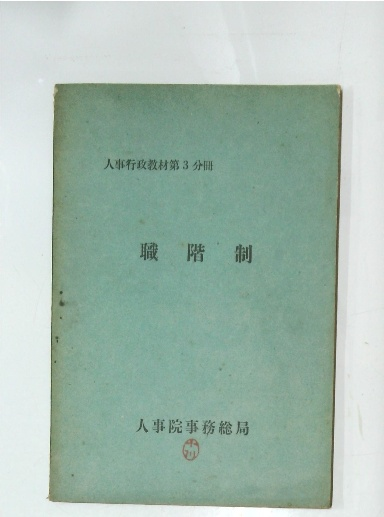 人事行政教材第3分冊
職階制
人事院事務総局